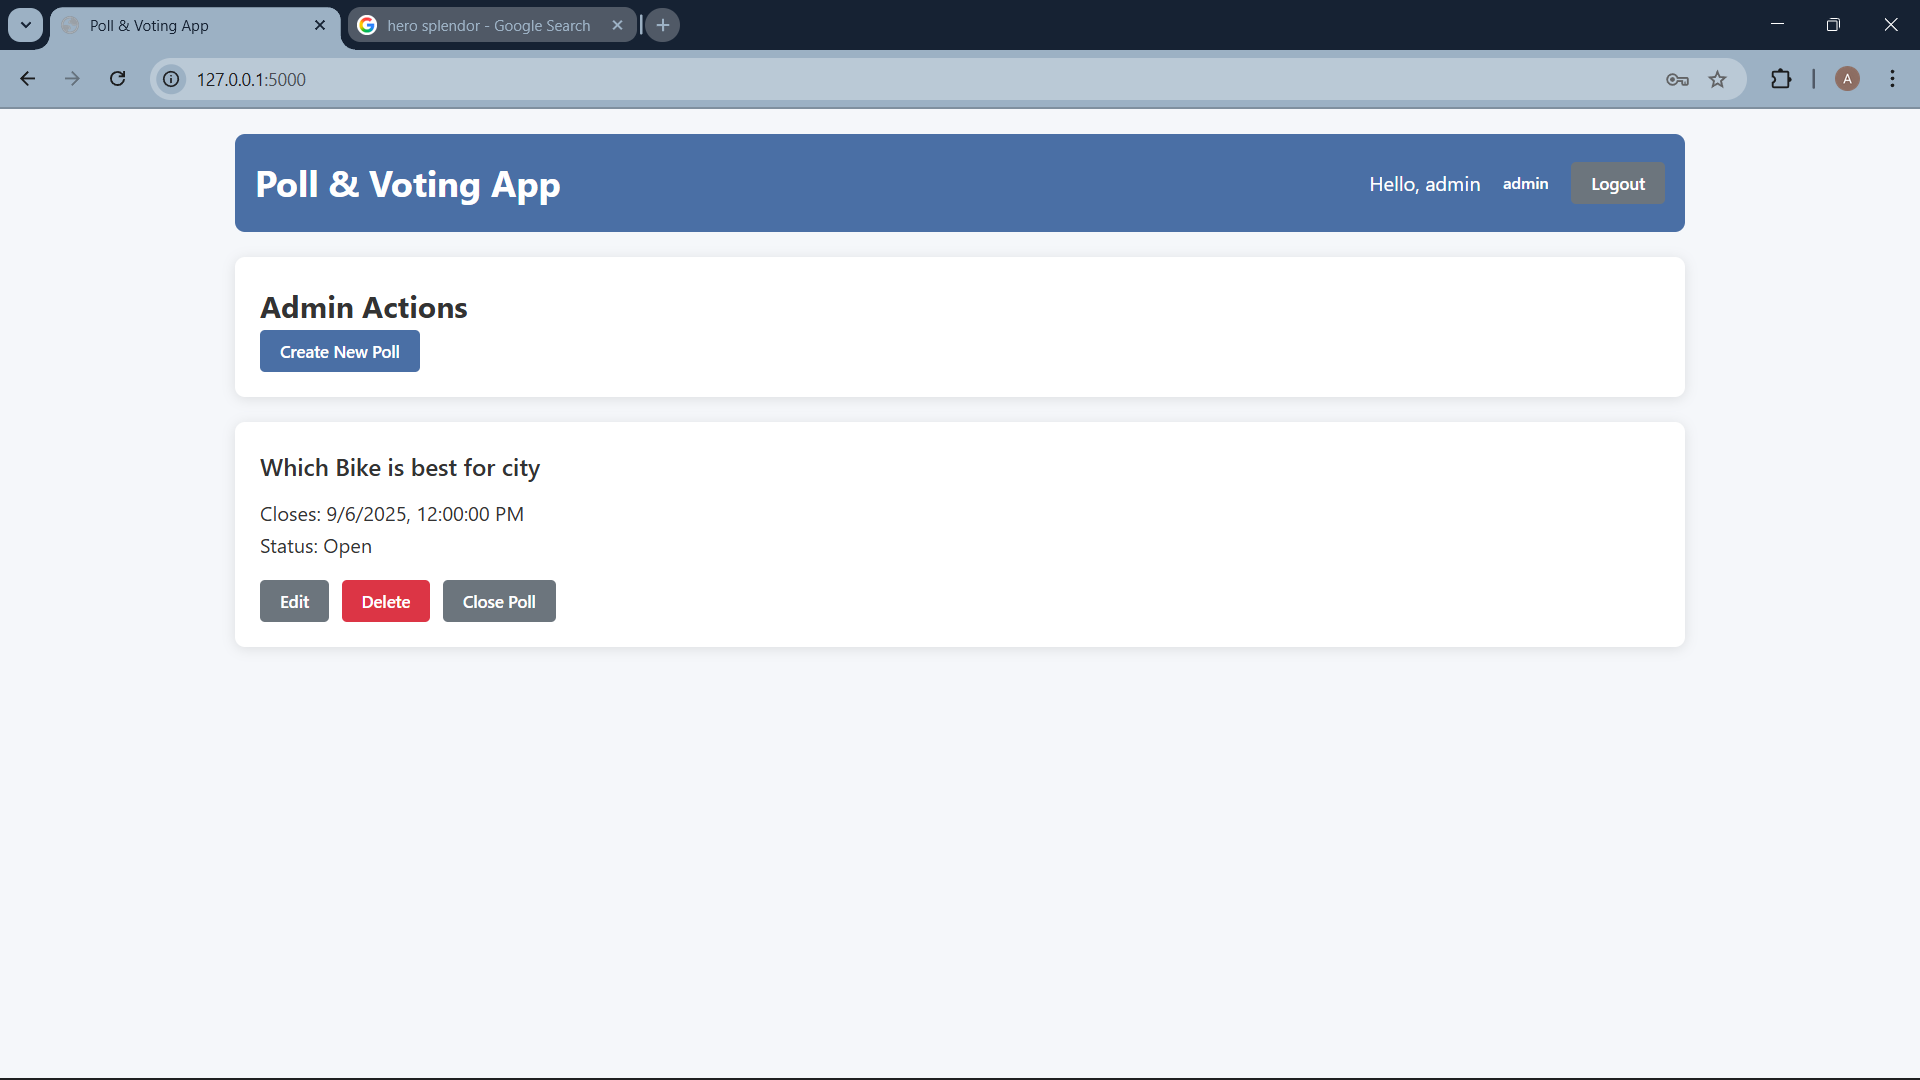 Poll & Voting App
hero splendor - Google Search
127.0.0.1:5000
A
Poll & Voting App
Hello, admin admin Logout
Admin Actions
Create New Poll
Which Bike is best for city
Closes: 9/6/2025, 12:00:00 PM
Status: Open
Edit Delete Close Poll